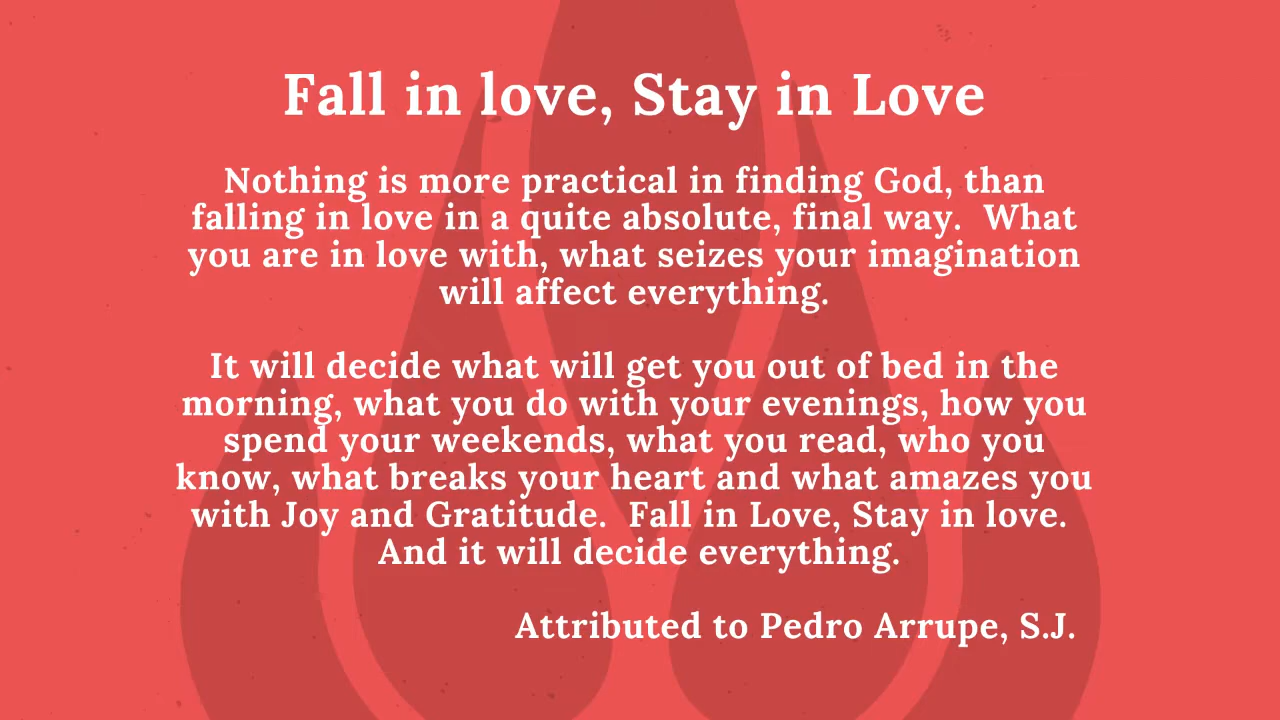 Fall in love, Stay in Love
Nothing is more practical in finding God, than
falling in love in a quite absolute, final way.  What
you are in love with, what seizes your imagination
will affect everything.
It will decide what will get you out of bed in the
morning, what you do with your evenings, how you
spend your weekends, what you read, who you
know, what breaks your heart and what amazes you
with Joy and Gratitude.  Fall in Love, Stay in love.
And it will decide everything.
Attributed to Pedro Arrupe, S.J.